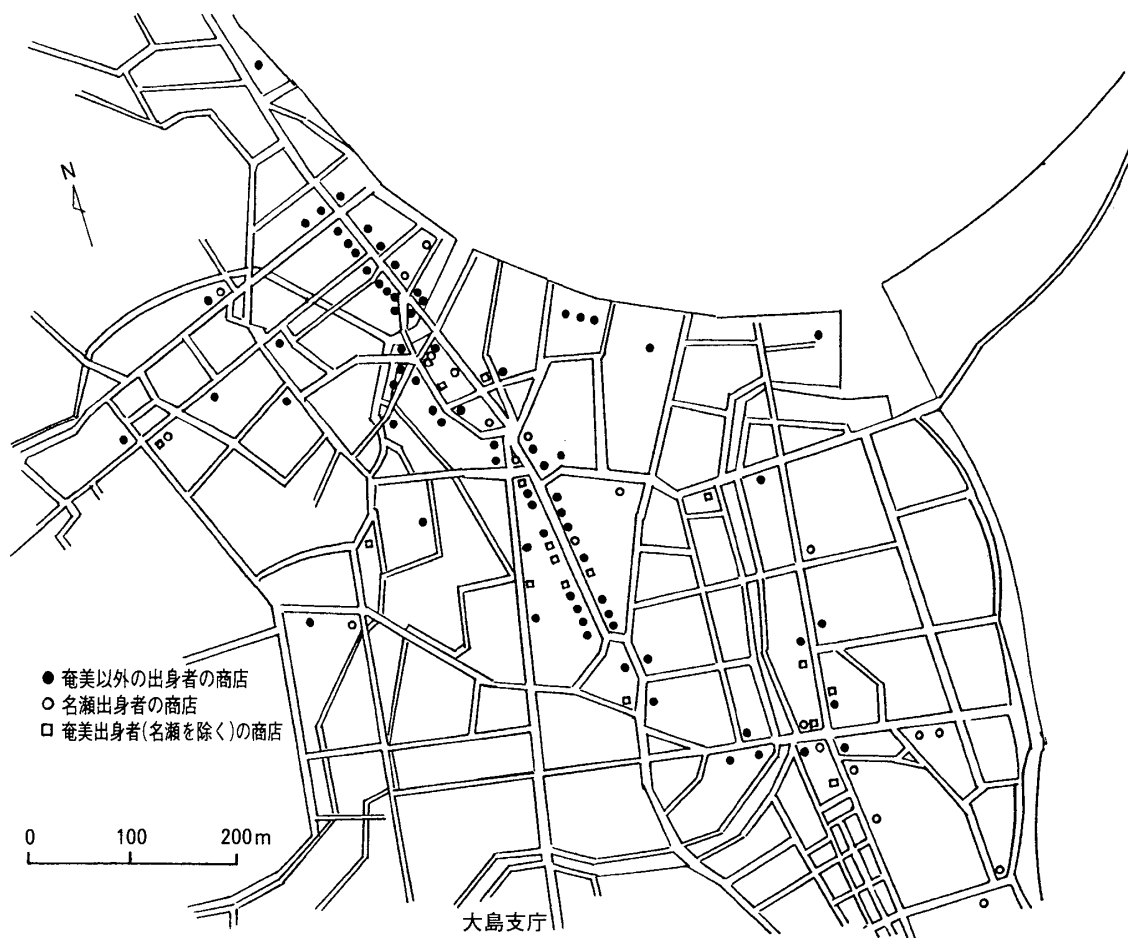 N
● 奄美以外の出身者の商店
○ 名瀬出身者の商店
□ 奄美出身者(名瀬を除く)の商店
0 100 200m
大島支庁